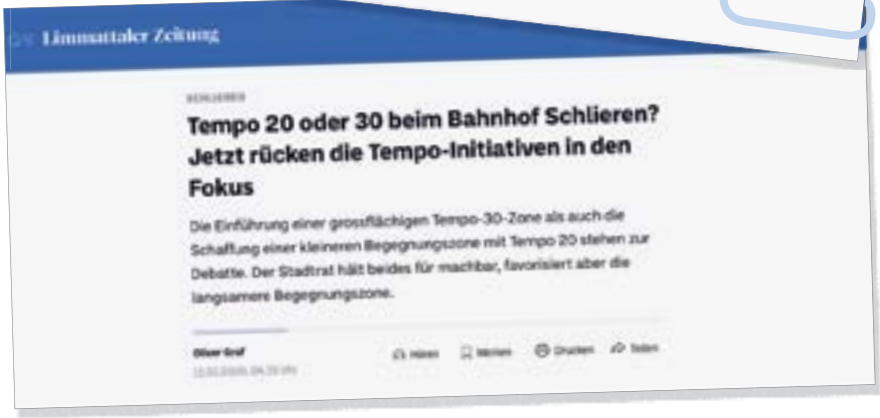 Limmattaler Zeitung
SCHLIEREN
Tempo 20 oder 30 beim Bahnhof Schlieren?
Jetzt rücken die Tempo-Initiativen in den
Fokus
Die Einführung einer grossflächigen Tempo-30-Zone als auch die
Schaffung einer kleineren Begegnungszone mit Tempo 20 stehen zur
Debatte. Der Stadtrat hält beides für machbar, favorisiert aber die
langsamere Begegnungszone.
Oliver Graf
Hören Merken Drucken Teilen